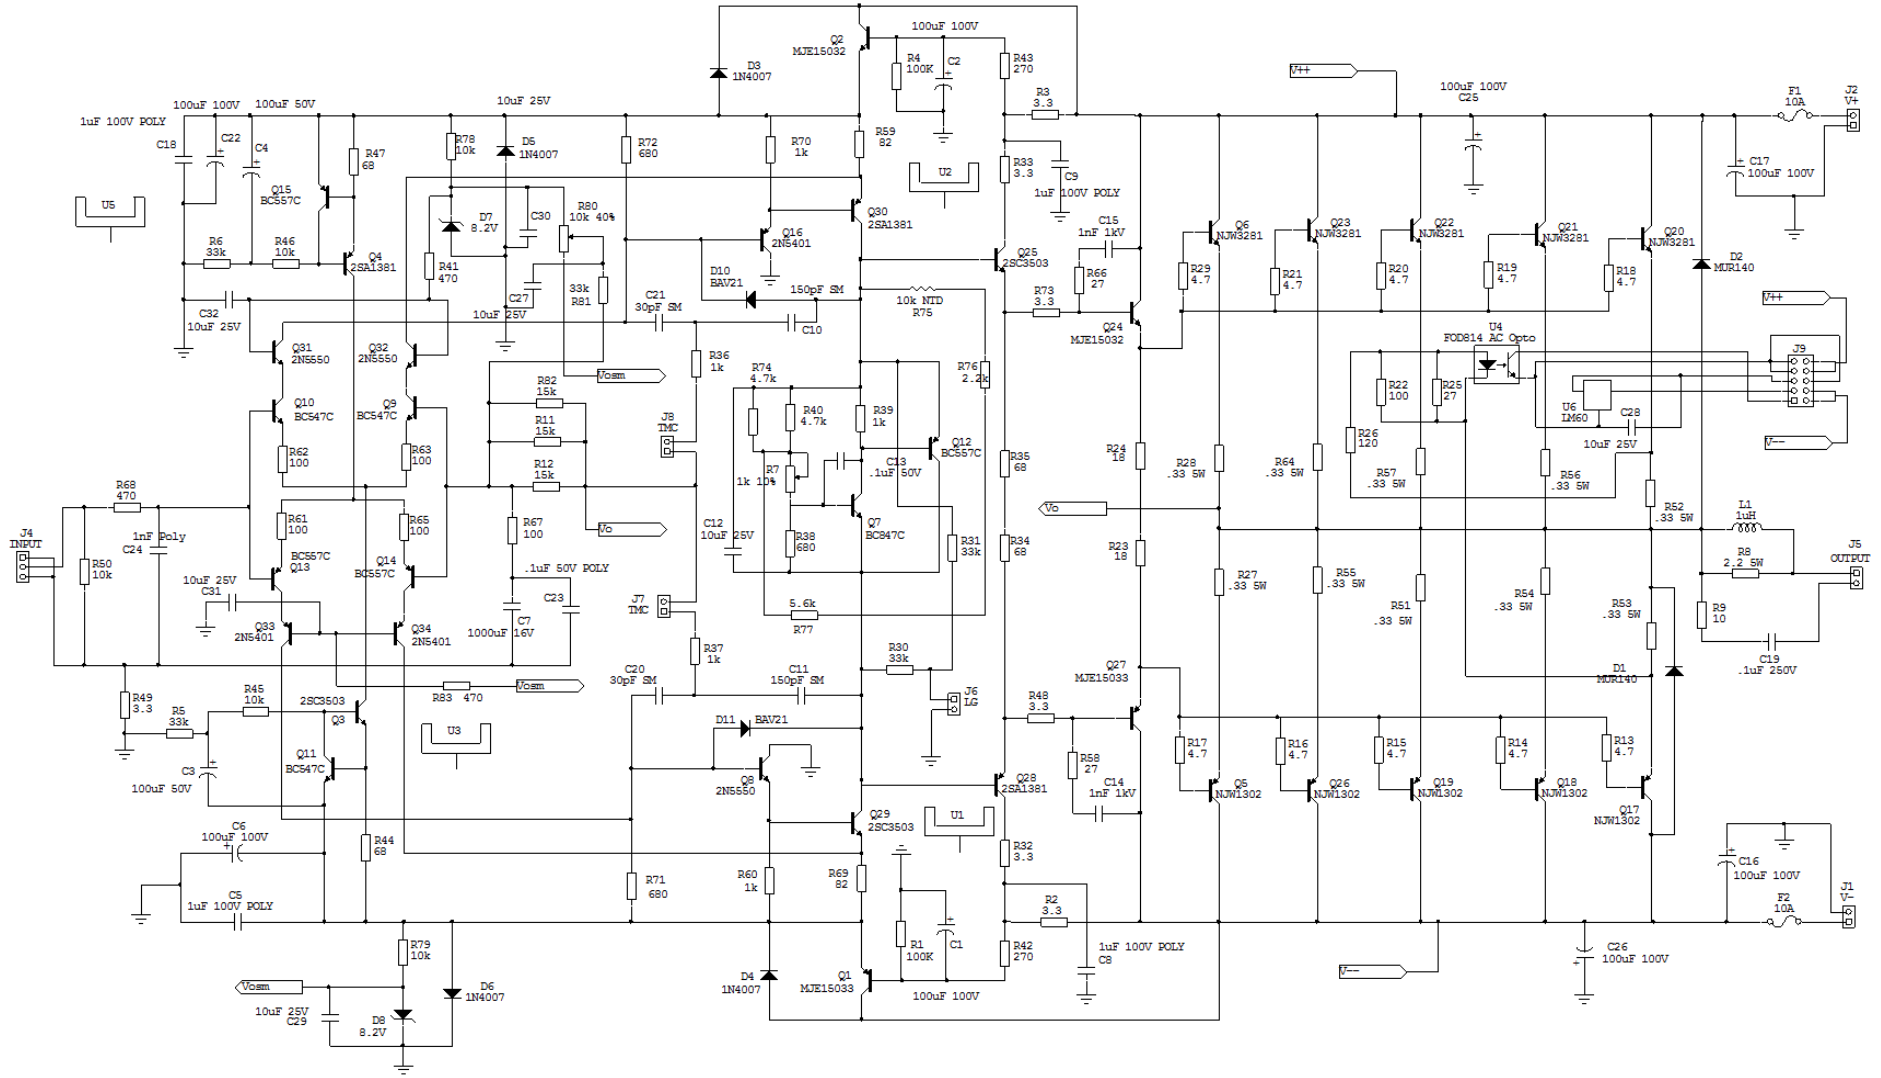 100uF 100V
Q2
MJE15032
R4
100K
C2
R43
270
D3
1N4007
V++
100uF 100V
C25
F1
10A
J2
V+
R3
3.3
1uF 100V POLY
100uF 100V
100uF 50V
10uF 25V
C18
C22
C4
R47
68
R78
10k
D5
1N4007
R72
680
R70
1k
R59
82
U2
R33
3.3
C9
1uF 100V POLY
C17
100uF 100V
U5
Q15
BC557C
R6
33k
R46
10k
Q4
2SA1381
R41
470
D7
8.2V
C30
R80
10k 40%
Q16
2N5401
Q30
2SA1381
C15
1nF 1kV
Q25
2SC3503
Q6
NJW3281
Q23
NJW3281
Q22
NJW3281
Q21
NJW3281
Q20
NJW3281
D2
MUR140
C32
10uF 25V
C27
10uF 25V
33k
R81
C21
30pF SM
D10
BAV21
150pF SM
C10
10k NTD
R75
R73
3.3
R66
27
Q24
MJE15032
R29
4.7
R21
4.7
R20
4.7
R19
4.7
R18
4.7
V++
U4
FOD814 AC Opto
J9
Q31
2N5550
Q32
2N5550
Vosm
R36
1k
R74
4.7k
R76
2.2k
R22
100
R25
27
U6
LM60
C28
10uF 25V
V--
Q10
BC547C
Q9
BC547C
R82
15k
R11
15k
R12
15k
J8
TMC
R40
4.7k
R39
1k
Q12
BC557C
R62
100
R63
100
R7
1k 10%
C13
.1uF 50V
R35
68
R24
18
R28
.33 5W
R64
.33 5W
R57
.33 5W
R56
.33 5W
R26
120
R52
.33 5W
R68
470
J4
INPUT
1nF Poly
C24
R50
10k
R61
100
R65
100
R67
100
Vo
C12
10uF 25V
R38
680
Q7
BC847C
R31
33k
R34
68
Vo
R23
18
L1
1uH
R8
2.2 5W
J5
OUTPUT
BC557C
Q13
Q14
BC557C
10uF 25V
C31
.1uF 50V POLY
C23
C7
1000uF 16V
J7
TMC
5.6k
R77
R27
.33 5W
R55
.33 5W
R51
.33 5W
R54
.33 5W
R53
.33 5W
R9
10
C19
.1uF 250V
Q33
2N5401
Q34
2N5401
R37
1k
R30
33k
C20
30pF SM
C11
150pF SM
J6
LG
Q27
MJE15033
D1
MUR140
R49
3.3
R5
33k
R45
10k
2SC3503
Q3
R83 470
Vosm
U3
D11 BAV21
R48
3.3
R58
27
C14
1nF 1kV
R17
4.7
R16
4.7
R15
4.7
R14
4.7
R13
4.7
Q11
BC547C
C3
100uF 50V
Q8
2N5550
Q28
2SA1381
Q5
NJW1302
Q26
NJW1302
Q19
NJW1302
Q18
NJW1302
Q17
NJW1302
C6
100uF 100V
R44
68
Q29
2SC3503
U1
R32
3.3
C5
1uF 100V POLY
R71
680
R60
1k
R69
82
R2
3.3
C16
100uF 100V
F2
10A
J1
V-
R79
10k
R1
100K
C1
R42
270
1uF 100V POLY
C8
V--
C26
100uF 100V
Vosm
10uF 25V
C29
D8
8.2V
D6
1N4007
D4
1N4007
Q1
MJE15033
100uF 100V